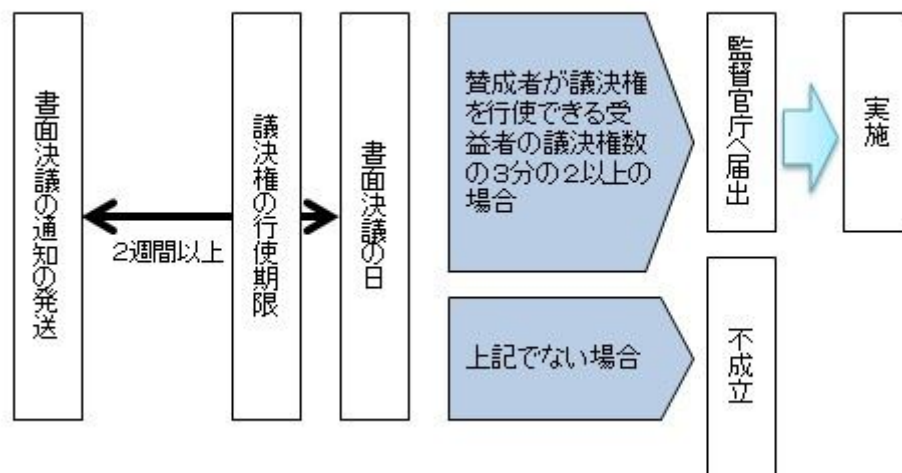 書面決議の通知の発送
2週間以上
議決権の行使期限
書面決議の日
賛成者が議決権
を行使できる受
益者の議決権数
の3分の2以上の
場合
監督官庁へ届出
実施
上記でない場合
不成立